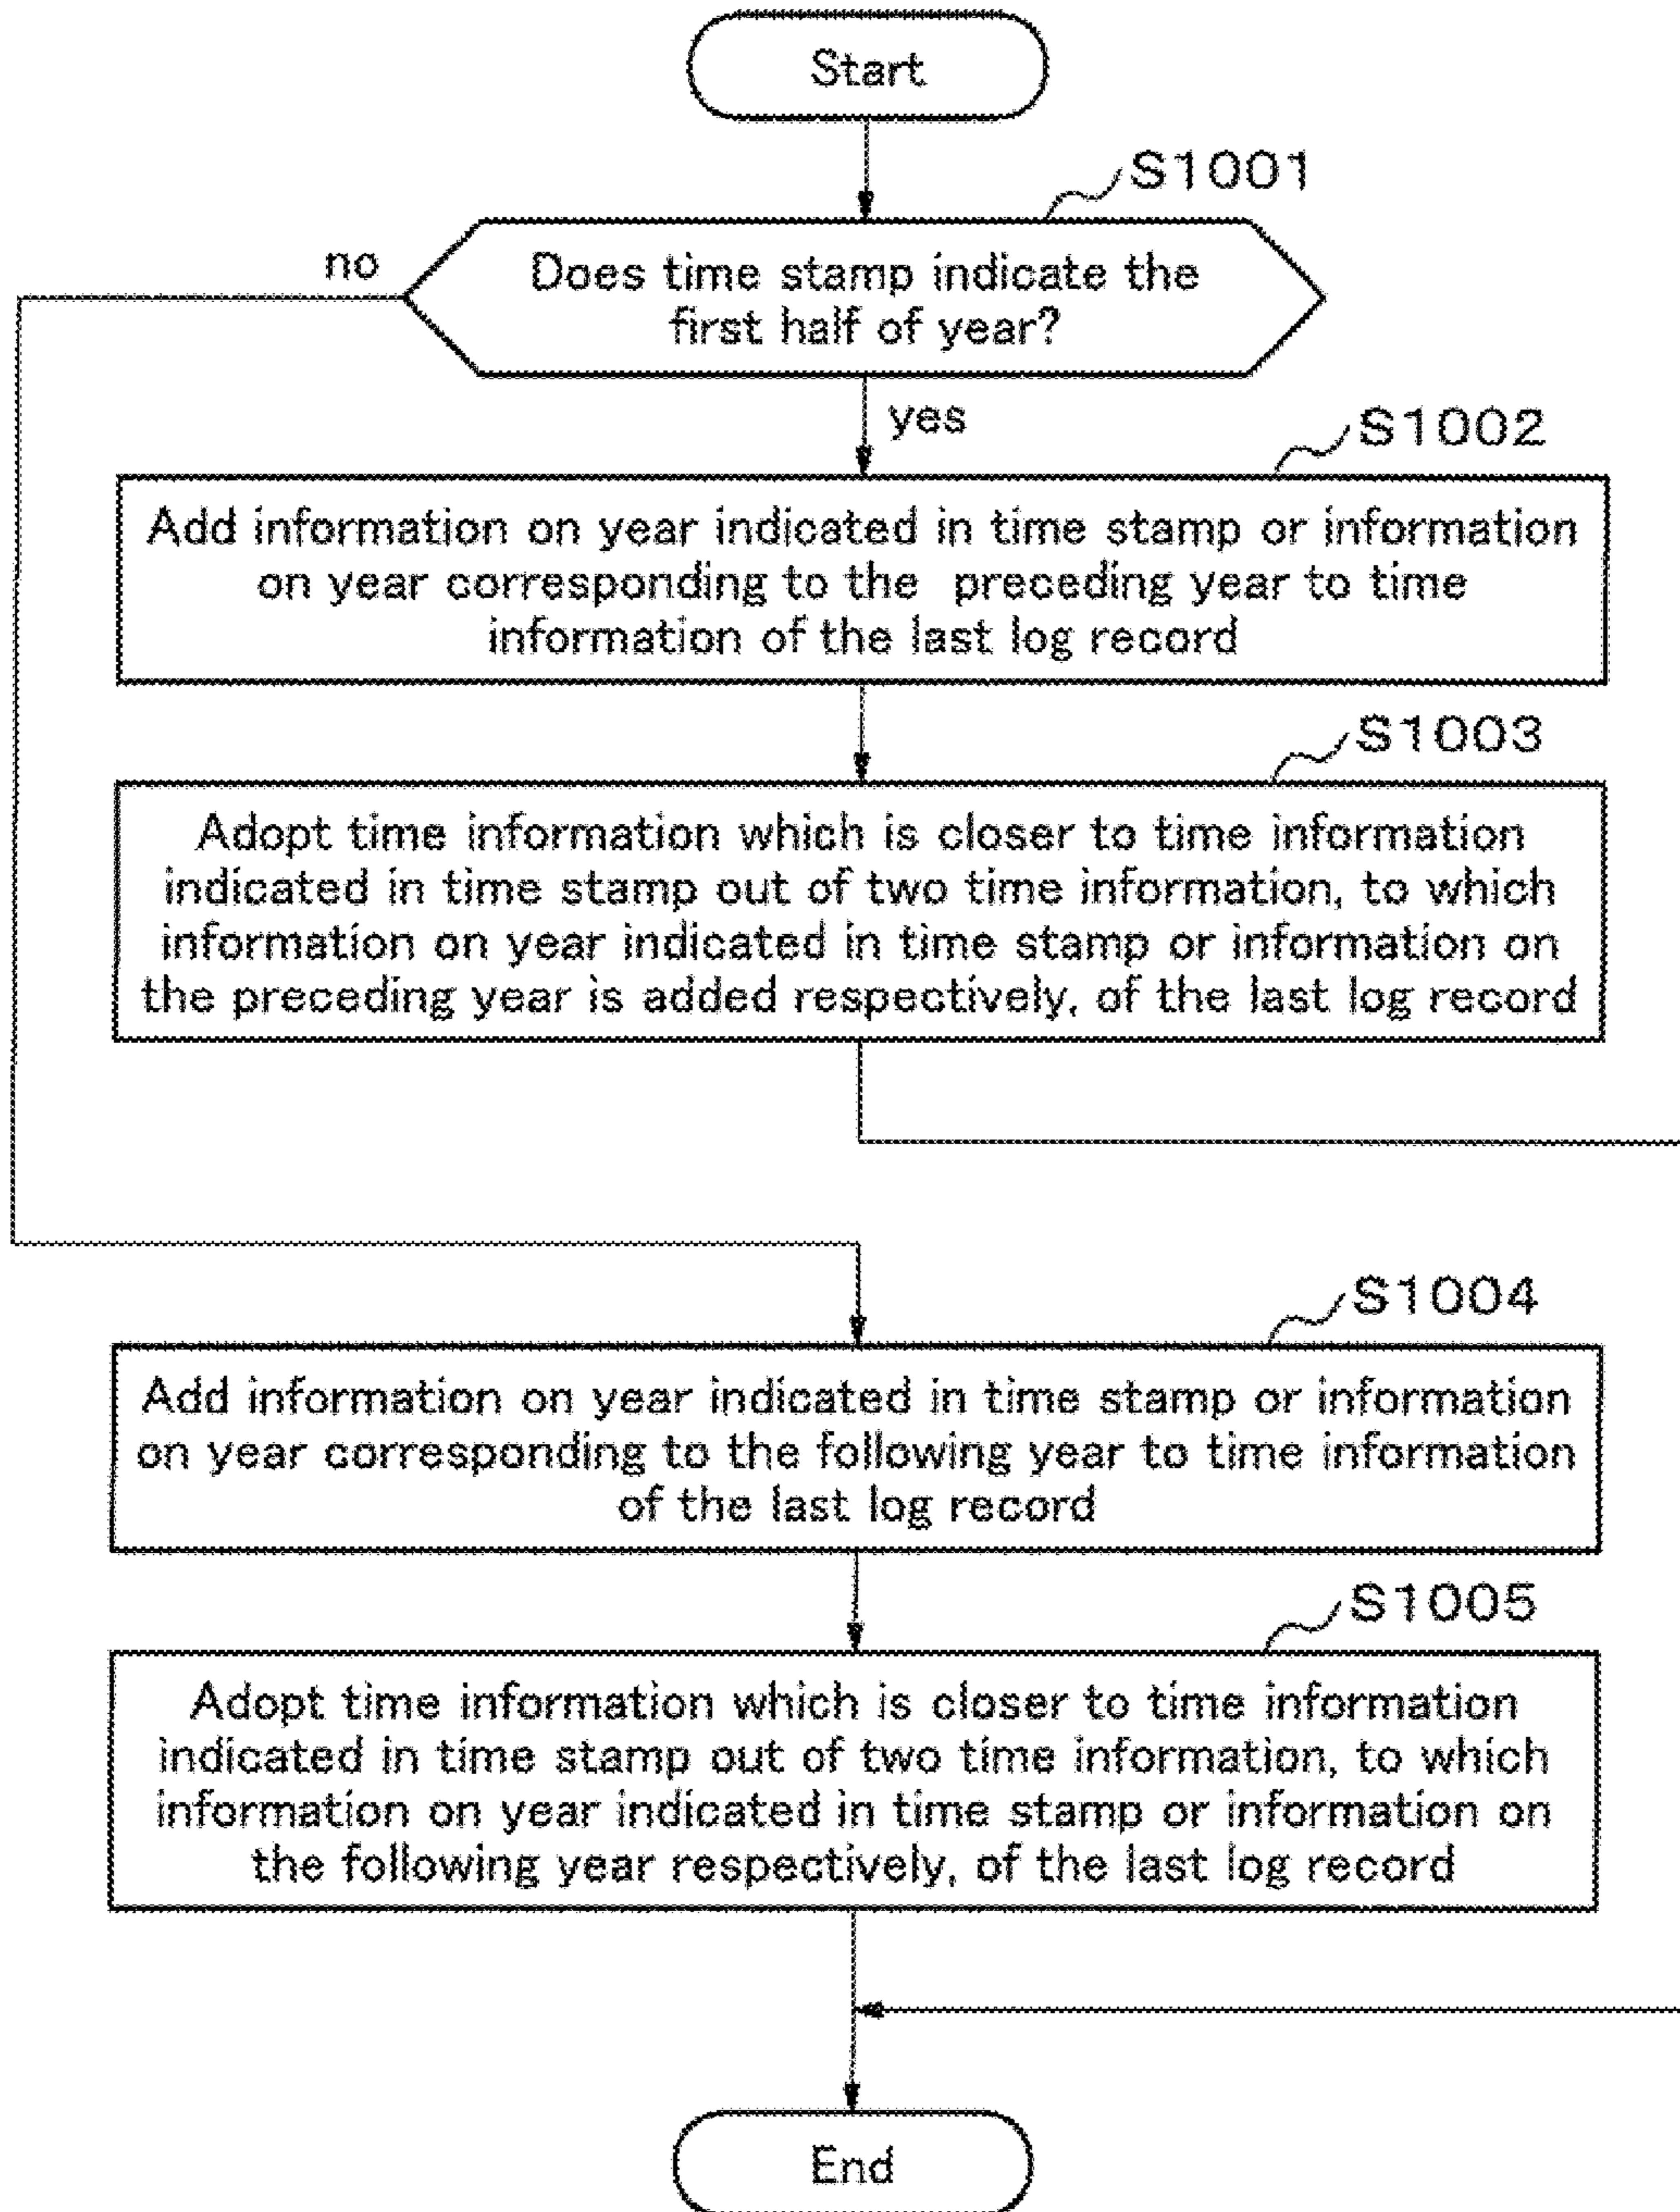 Start
S1001
no
Does time stamp indicate the
first half of year?
yes
S1002
Add information on year indicated in time stamp or information
on year corresponding to the preceding year to time
information of the last log record
S1003
Adopt time information which is closer to time information
indicated in time stamp out of two time information, to which
information on year indicated in time stamp or information on
the preceding year is added respectively, of the last log record
S1004
Add information on year indicated in time stamp or information
on year corresponding to the following year to time information
of the last log record
S1005
Adopt time information which is closer to time information
indicated in time stamp out of two time information, to which
information on year indicated in time stamp or information on
the following year respectively, of the last log record
End